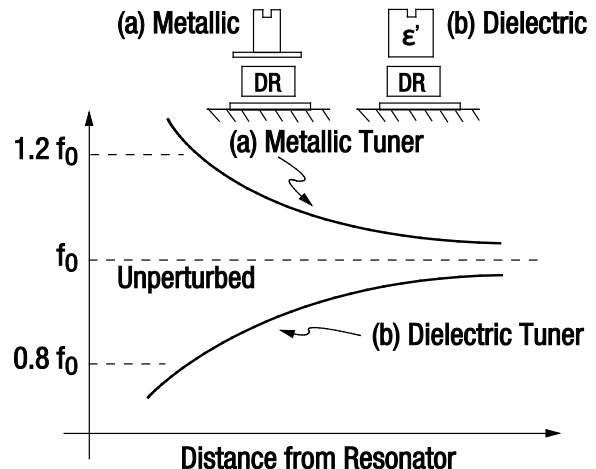 (a) Metallic
ε' (b) Dielectric
DR DR
(a) Metallic Tuner
1.2 f0
f0
Unperturbed
(b) Dielectric Tuner
0.8 f0
Distance from Resonator